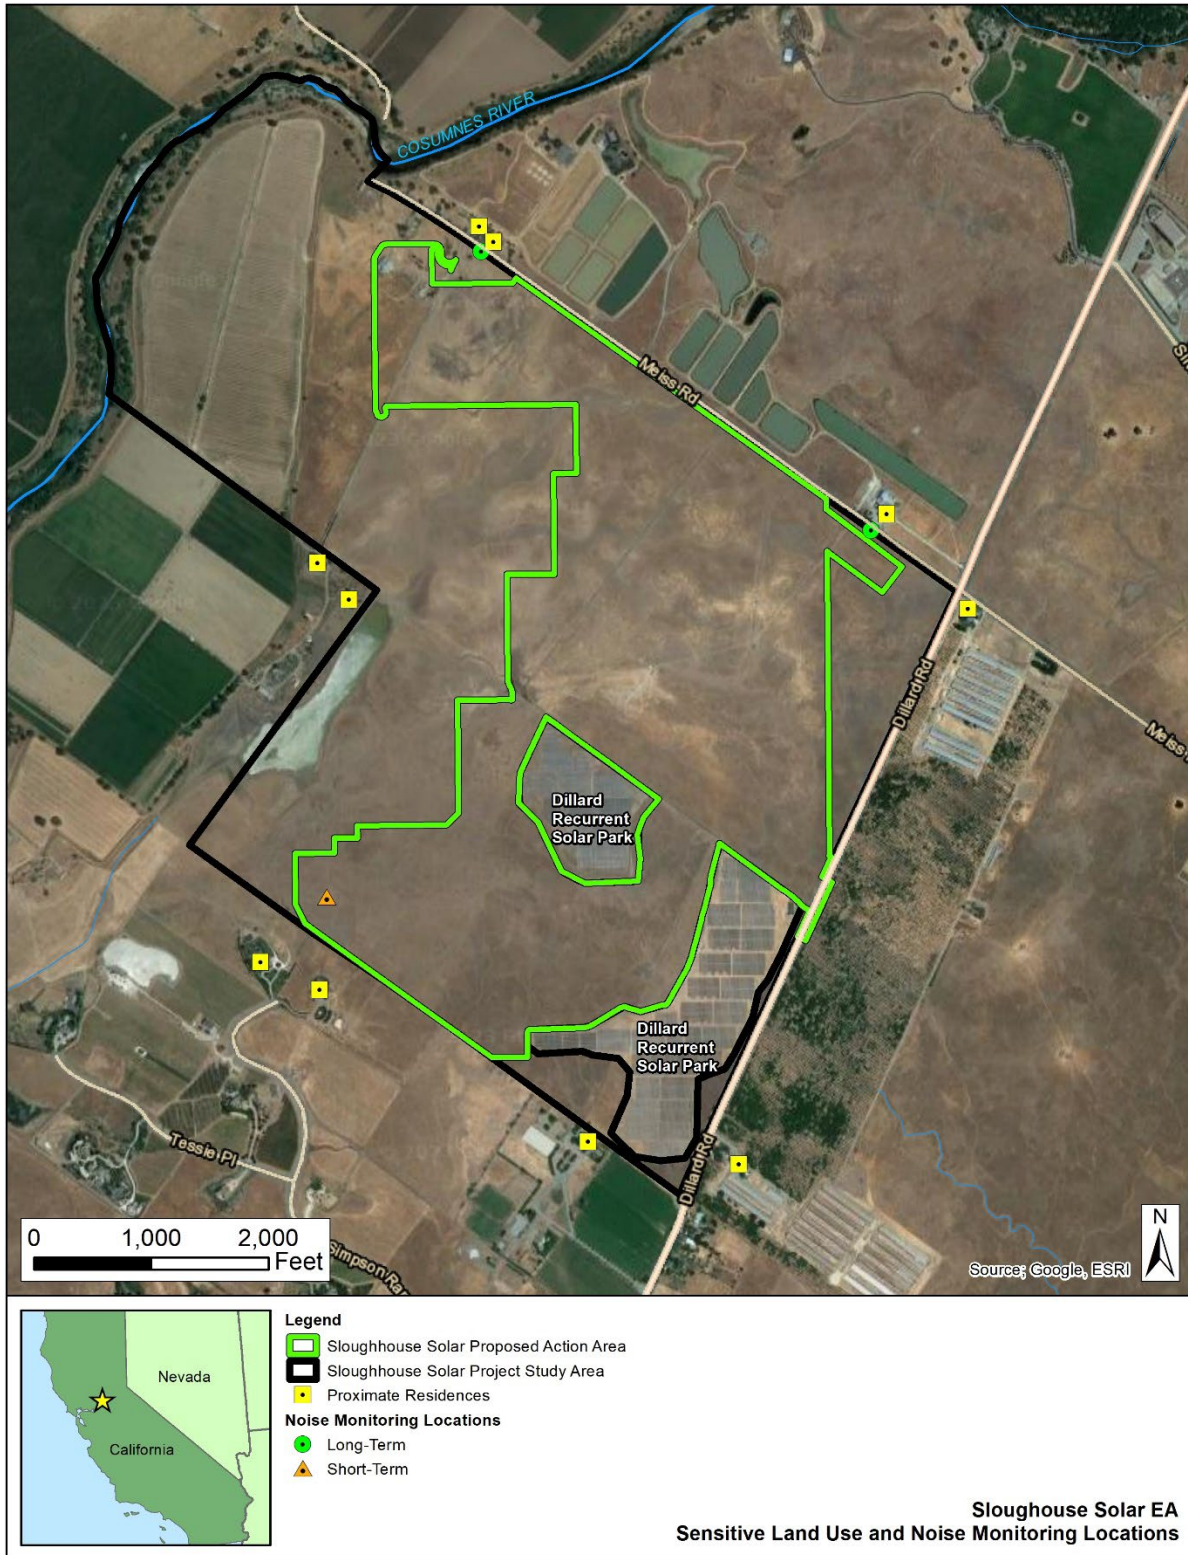 COSUMNES RIVER
Meiss Rd
Dillard Rd
Meiss
Dillard
Recurrent
Solar Park
Dillard
Recurrent
Solar Park
Dillard Rd
Tessie Pl
0 1,000 2,000
Feet
Simpson Ra
N
Source; Google, ESRI
Nevada
California
Legend
Sloughhouse Solar Proposed Action Area
Sloughhouse Solar Project Study Area
Proximate Residences
Noise Monitoring Locations
Long-Term
Short-Term
Sloughouse Solar EA
Sensitive Land Use and Noise Monitoring Locations